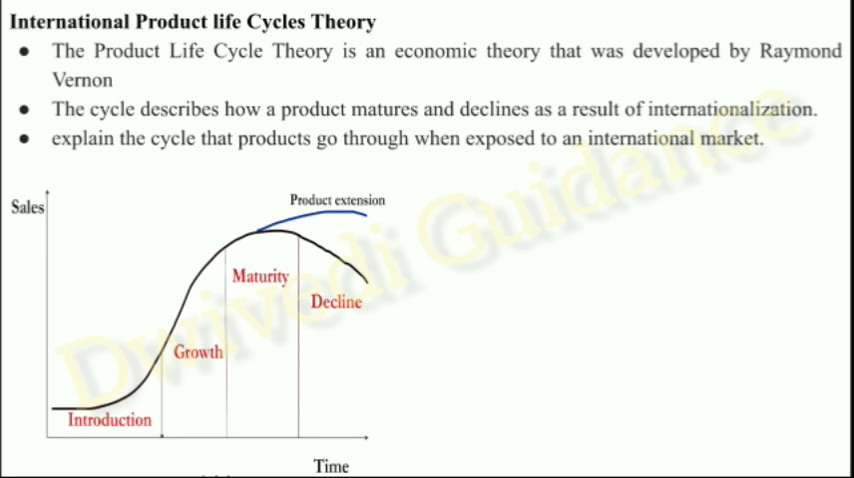 International Product life Cycles Theory
● The Product Life Cycle Theory is an economic theory that was developed by Raymond
Vernon
● The cycle describes how a product matures and declines as a result of internationalization.
● explain the cycle that products go through when exposed to an international market.
Dwivedi Guidance
Product extension
Sales
Maturity
Decline
Growth
Introduction
Time